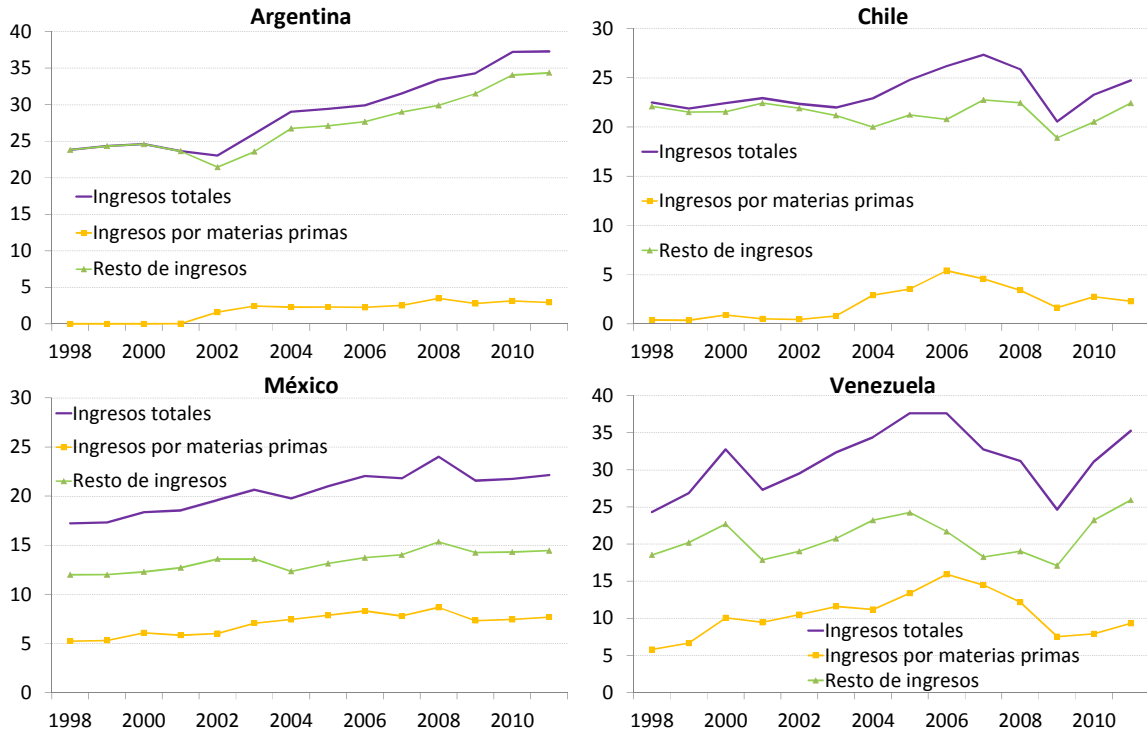 Argentina
40
35
30
25
20
15
10
5
0
Ingresos totales
Ingresos por materias primas
Resto de ingresos
1998 2000 2002 2004 2006 2008 2010
Chile
30
25
20
15
10
5
0
Ingresos totales
Ingresos por materias primas
Resto de ingresos
1998 2000 2002 2004 2006 2008 2010
México
30
25
20
15
10
5
0
Ingresos totales
Ingresos por materias primas
Resto de ingresos
1998 2000 2002 2004 2006 2008 2010
Venezuela
40
35
30
25
20
15
10
5
0
Ingresos totales
Ingresos por materias primas
Resto de ingresos
1998 2000 2002 2004 2006 2008 2010